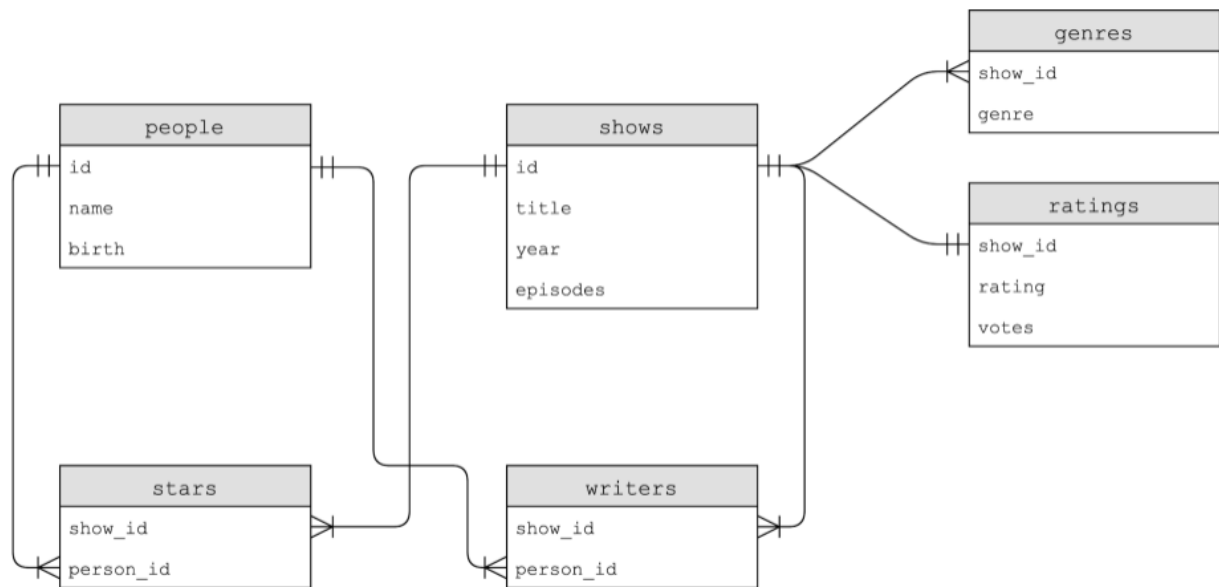 people
id
name
birth
shows
id
title
year
episodes
genres
show_id
genre
ratings
show_id
rating
votes
stars
show_id
person_id
writers
show_id
person_id